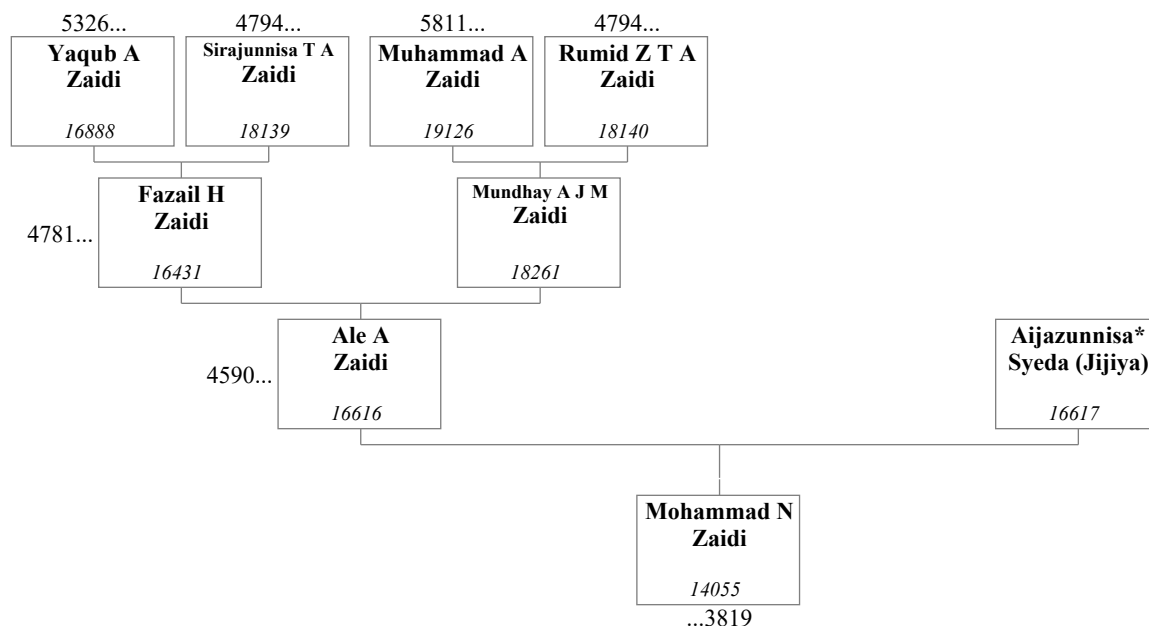 5326...
4794...
5811...
4794...
Yaqub A
Zaidi
16888
Sirajunnisa T A
Zaidi
18139
Muhammad A
Zaidi
19126
Rumid Z T A
Zaidi
18140
4781...
Fazail H
Zaidi
16431
Mundhay A J M
Zaidi
18261
4590...
Ale A
Zaidi
16616
Aijazunnisa*
Syeda (Jijiya)
16617
Mohammad N
Zaidi
14055
...3819